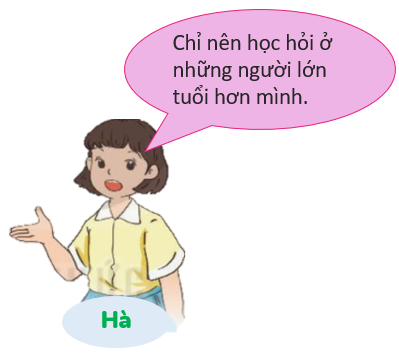 Chỉ nên học hỏi ở
những người lớn
tuổi hơn mình.
Hà